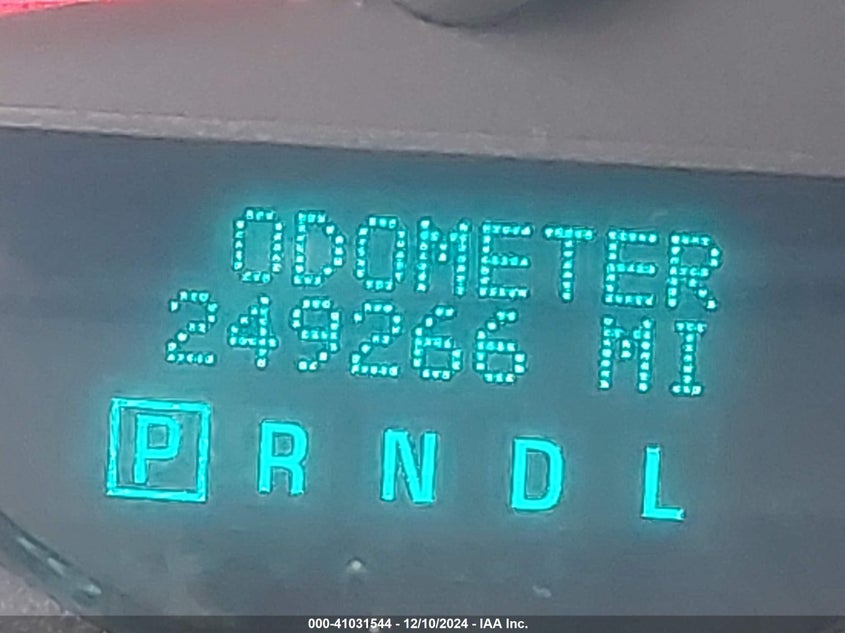 ODOMETER
249266 MI
P R N D L
000-41031544 - 12/10/2024 - IAA Inc.